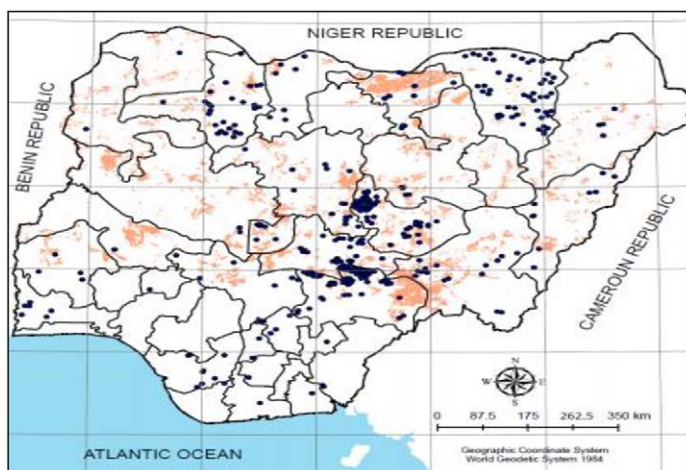 NIGER REPUBLIC
BENIN REPUBLIC
CAMEROUN REPUBLIC
N
W E
S
0 87.5 175 262.5 350 km
ATLANTIC OCEAN
Geographic Coordinate System
World Geodetic System 1984